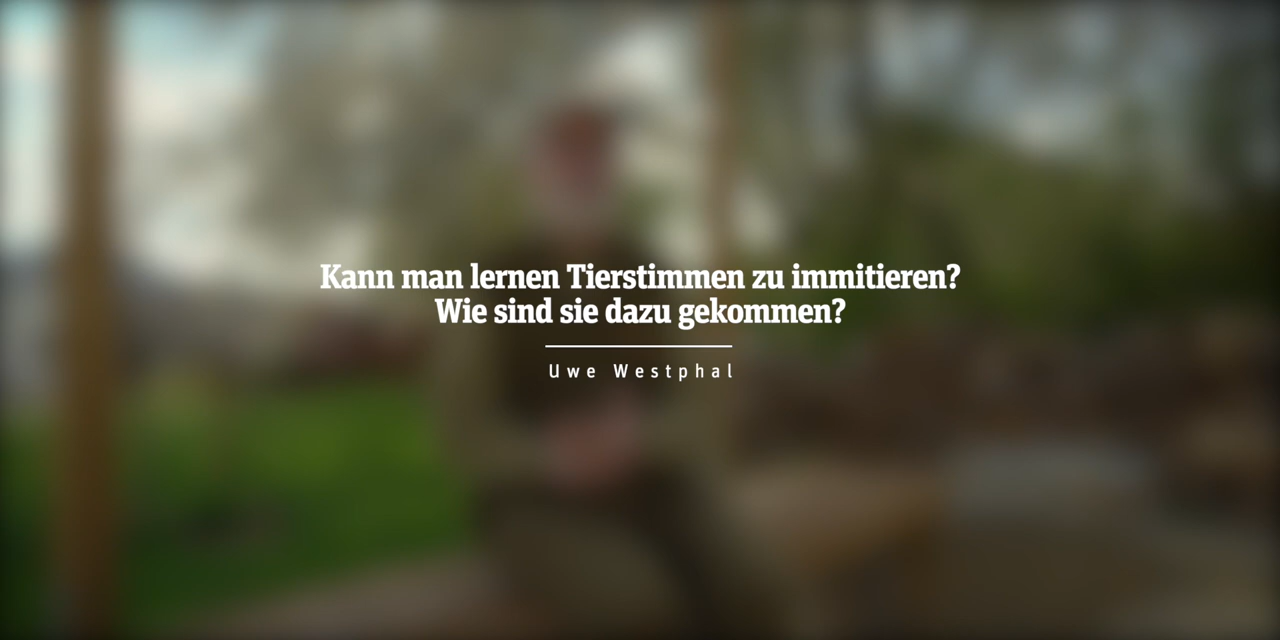 Kann man lernen Tierstimmen zu immitieren?
Wie sind sie dazu gekommen?
Uwe Westphal